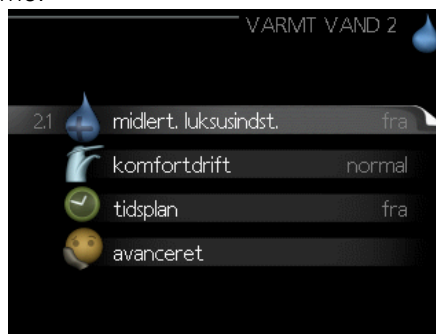 VARMT VAND 2
2.1 midlert. luksusindst. fra
komfortdrift normal
tidsplan fra
avanceret